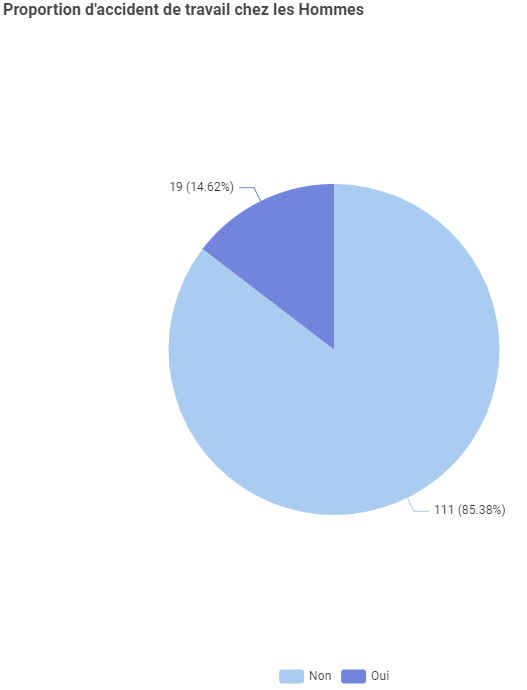 Proportion d'accident de travail chez les Hommes
19 (14.62%)
111 (85.38%)
Non Oui